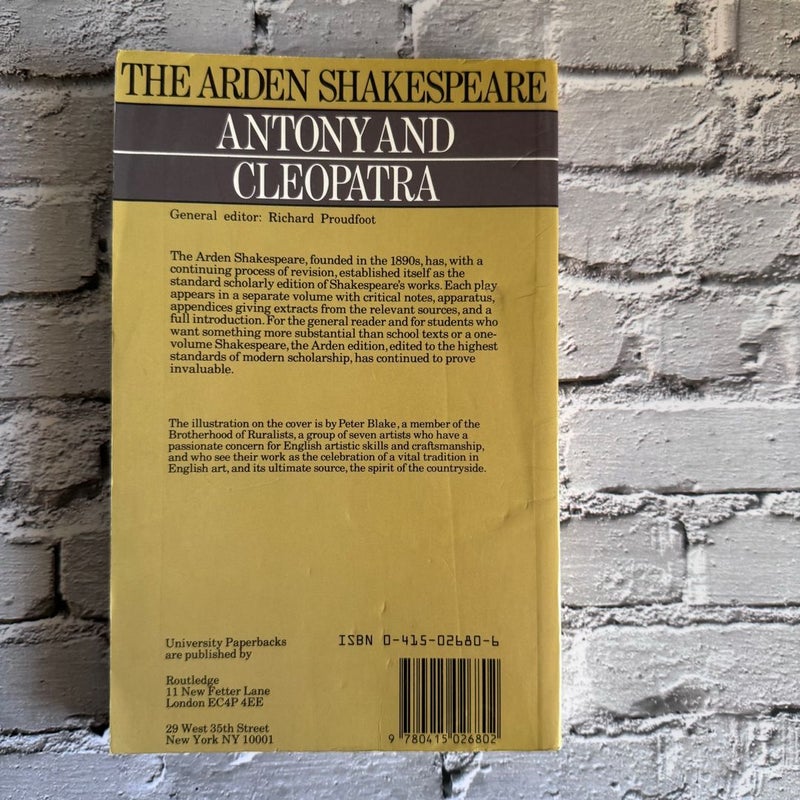 THE ARDEN SHAKESPEARE
ANTONY AND
CLEOPATRA
General editor: Richard Proudfoot
The Arden Shakespeare, founded in the 1890s, has, with a
continuing process of revision, established itself as the
standard scholarly edition of Shakespeare's works. Each play
appears in a separate volume with critical notes, apparatus,
appendices giving extracts from the relevant sources, and a
full introduction. For the general reader and for students who
want something more substantial than school texts or a one-
volume Shakespeare, the Arden edition, edited to the highest
standards of modern scholarship, has continued to prove
invaluable.
The illustration on the cover is by Peter Blake, a member of the
Brotherhood of Ruralists, a group of seven artists who have a
passionate concern for English artistic skills and craftsmanship,
and who see their work as the celebration of a vital tradition in
English art, and its ultimate source, the spirit of the countryside.
University Paperbacks
are published by
Routledge
11 New Fetter Lane
London EC4P 4EE
29 West 35th Street
New York NY 10001
ISBN 0-415-02680-6
9 780415 026802